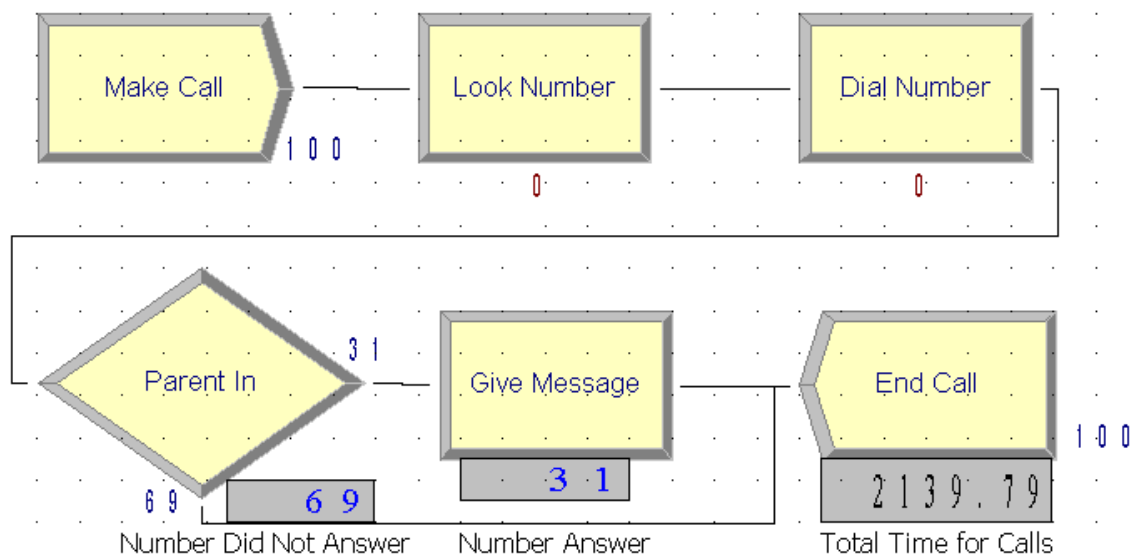 Make Call
Look Number
Dial Number
100
0
0
31
Parent In
Give Message
End Call
100
69
69
31
2139.79
Number Did Not Answer
Number Answer
Total Time for Calls